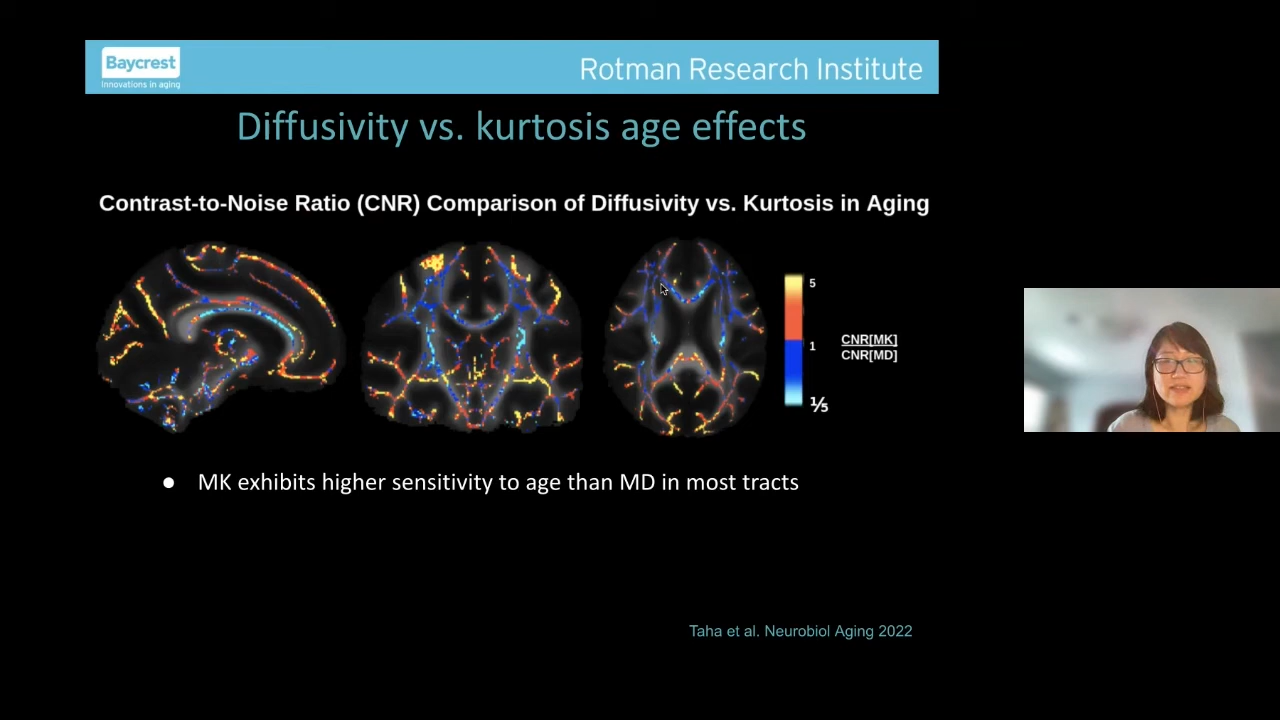 Baycrest
Innovations in aging
Rotman Research Institute
Diffusivity vs. kurtosis age effects
Contrast-to-Noise Ratio (CNR) Comparison of Diffusivity vs. Kurtosis in Aging
5
1
⅕
CNR[MK]
CNR[MD]
● MK exhibits higher sensitivity to age than MD in most tracts
Taha et al. Neurobiol Aging 2022